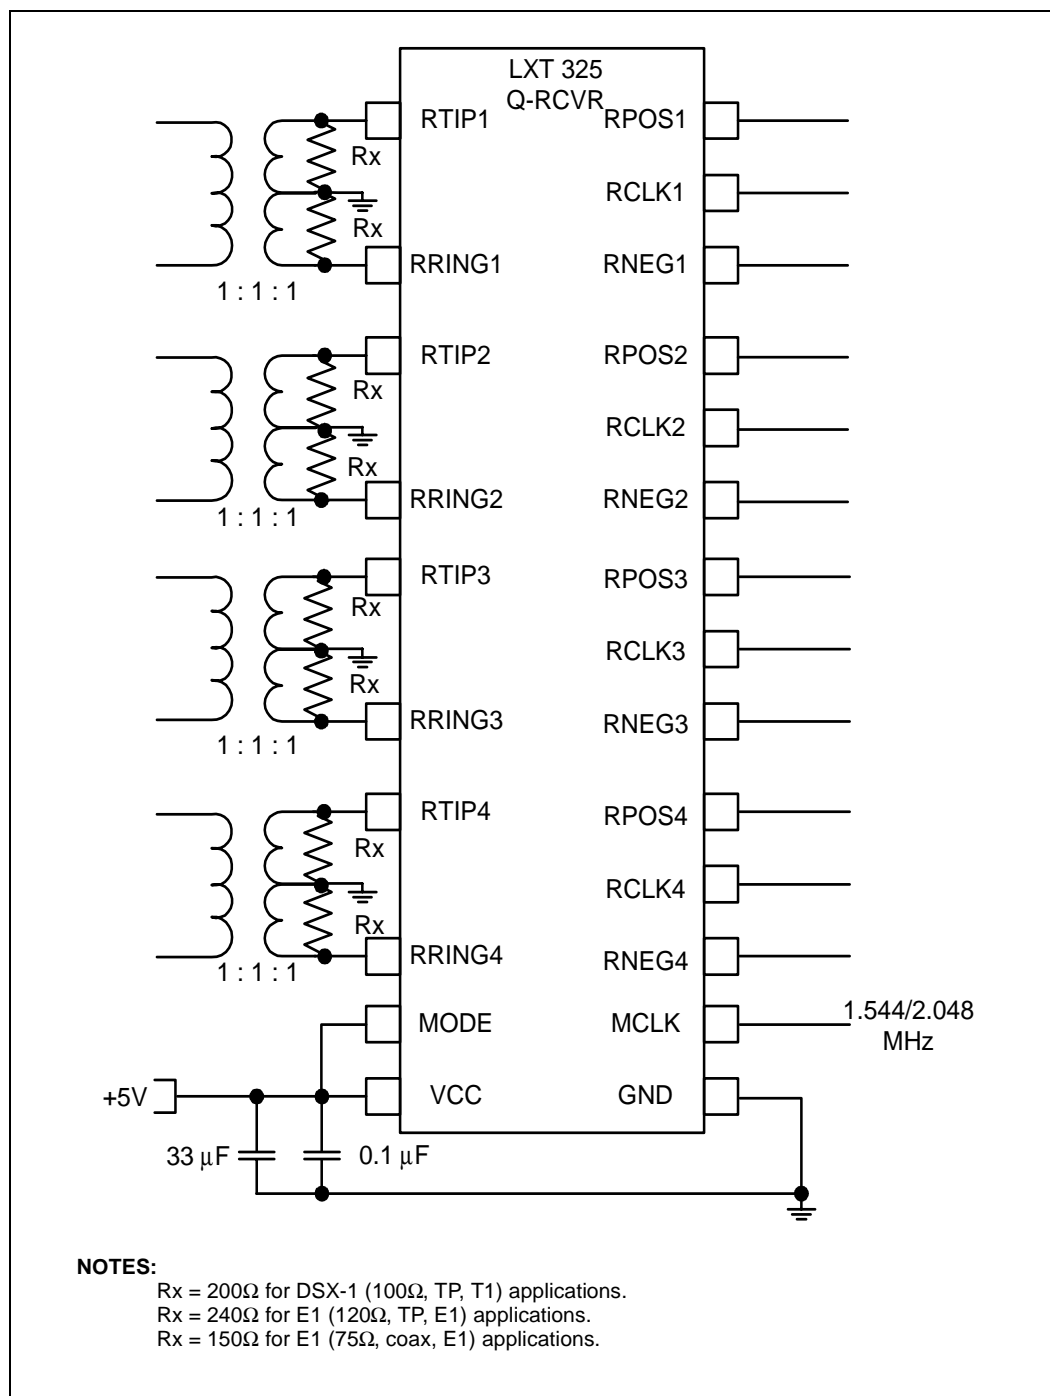 LXT 325
Q-RCVR
RTIP1
RPOS1
Rx
RCLK1
Rx
RRING1
RNEG1
1 : 1 : 1
RTIP2
RPOS2
Rx
RCLK2
Rx
RRING2
RNEG2
1 : 1 : 1
RTIP3
RPOS3
Rx
RCLK3
Rx
RRING3
RNEG3
1 : 1 : 1
RTIP4
RPOS4
Rx
RCLK4
Rx
RRING4
RNEG4
1 : 1 : 1
MODE
MCLK
1.544/2.048
MHz
+5V
VCC
GND
33 µF
0.1 µF
NOTES:
Rx = 200Ω for DSX-1 (100Ω, TP, T1) applications.
Rx = 240Ω for E1 (120Ω, TP, E1) applications.
Rx = 150Ω for E1 (75Ω, coax, E1) applications.